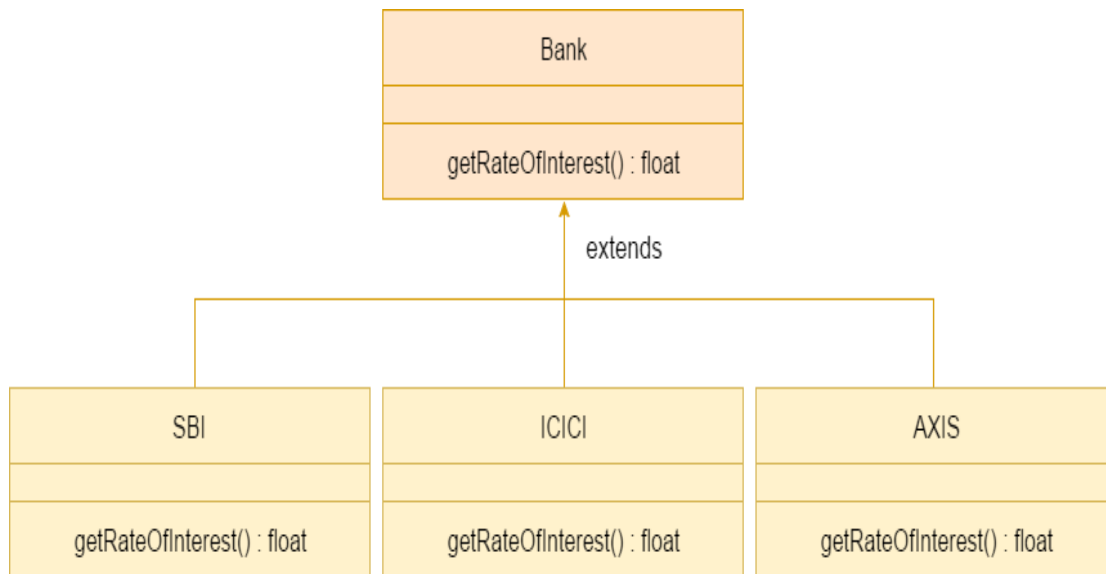 Bank
getRateOfInterest() : float
extends
SBI
ICICI
AXIS
getRateOfInterest() : float
getRateOfInterest() : float
getRateOfInterest() : float